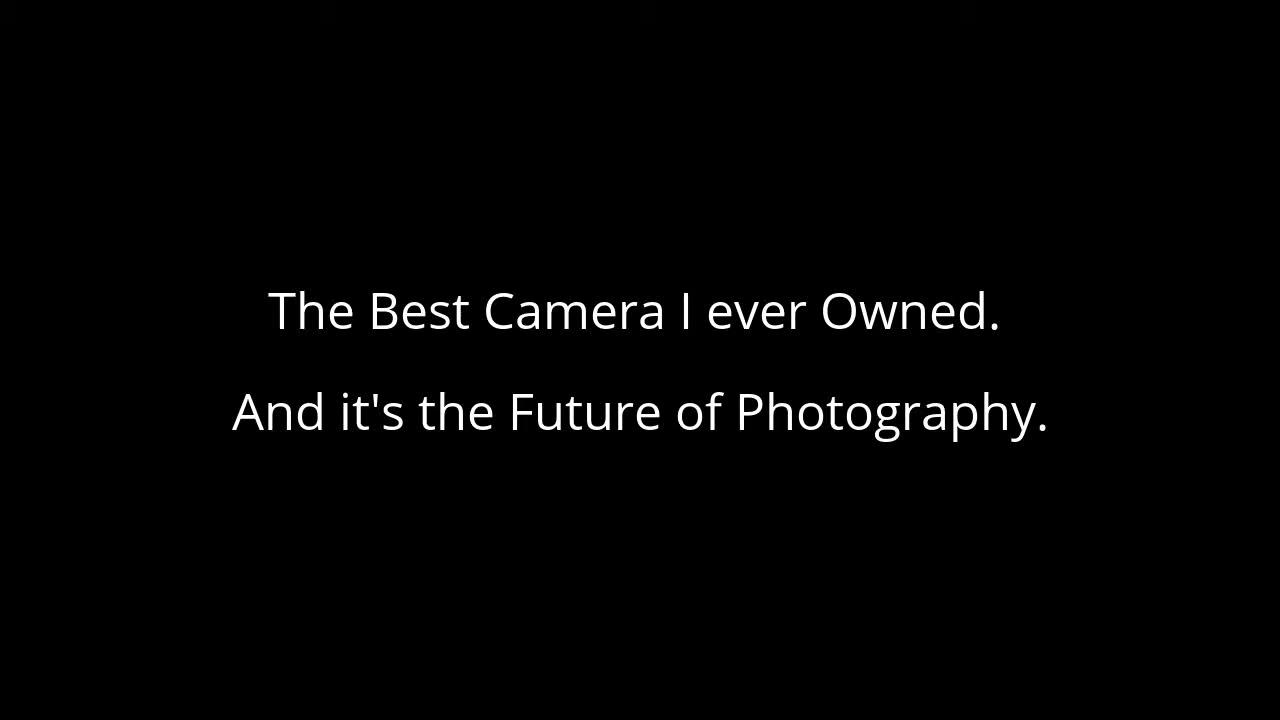 The Best Camera I ever Owned.
And it's the Future of Photography.